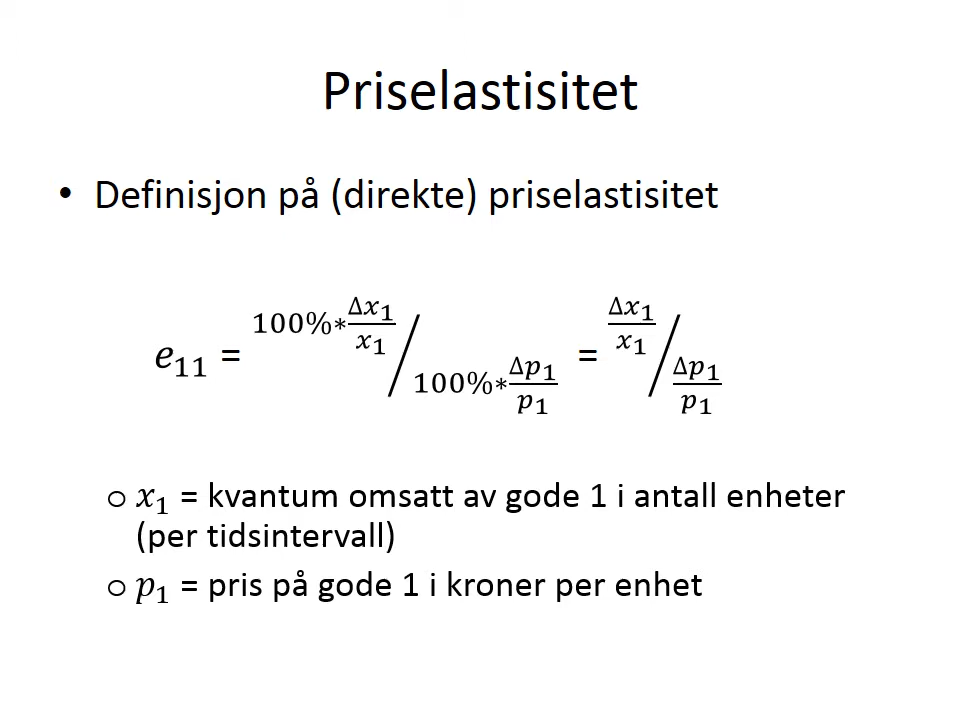 Priselastisitet
• Definisjon på (direkte) priselastisitet
e₁₁ = 100%*Δx₁/x₁ / 100%*Δp₁/p₁ = Δx₁/x₁ / Δp₁/p₁
o x₁ = kvantum omsatt av gode 1 i antall enheter
(per tidsintervall)
o p₁ = pris på gode 1 i kroner per enhet